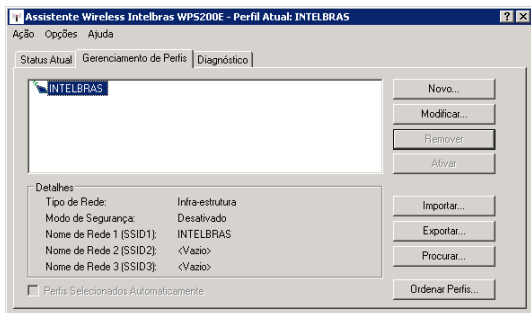 Assistente Wireless Intelbras WPS200E - Perfil Atual: INTELBRAS
Ação Opções Ajuda
Status Atual Gerenciamento de Perfis Diagnóstico
INTELBRAS
Novo...
Modificar...
Remover
Ativar
Detalhes
Tipo de Rede: Infra-estrutura
Modo de Segurança: Desativado
Nome de Rede 1 (SSID1): INTELBRAS
Nome de Rede 2 (SSID2): <Vazio>
Nome de Rede 3 (SSID3): <Vazio>
Importar...
Exportar...
Procurar...
Perfis Selecionados Automaticamente
Ordenar Perfis...